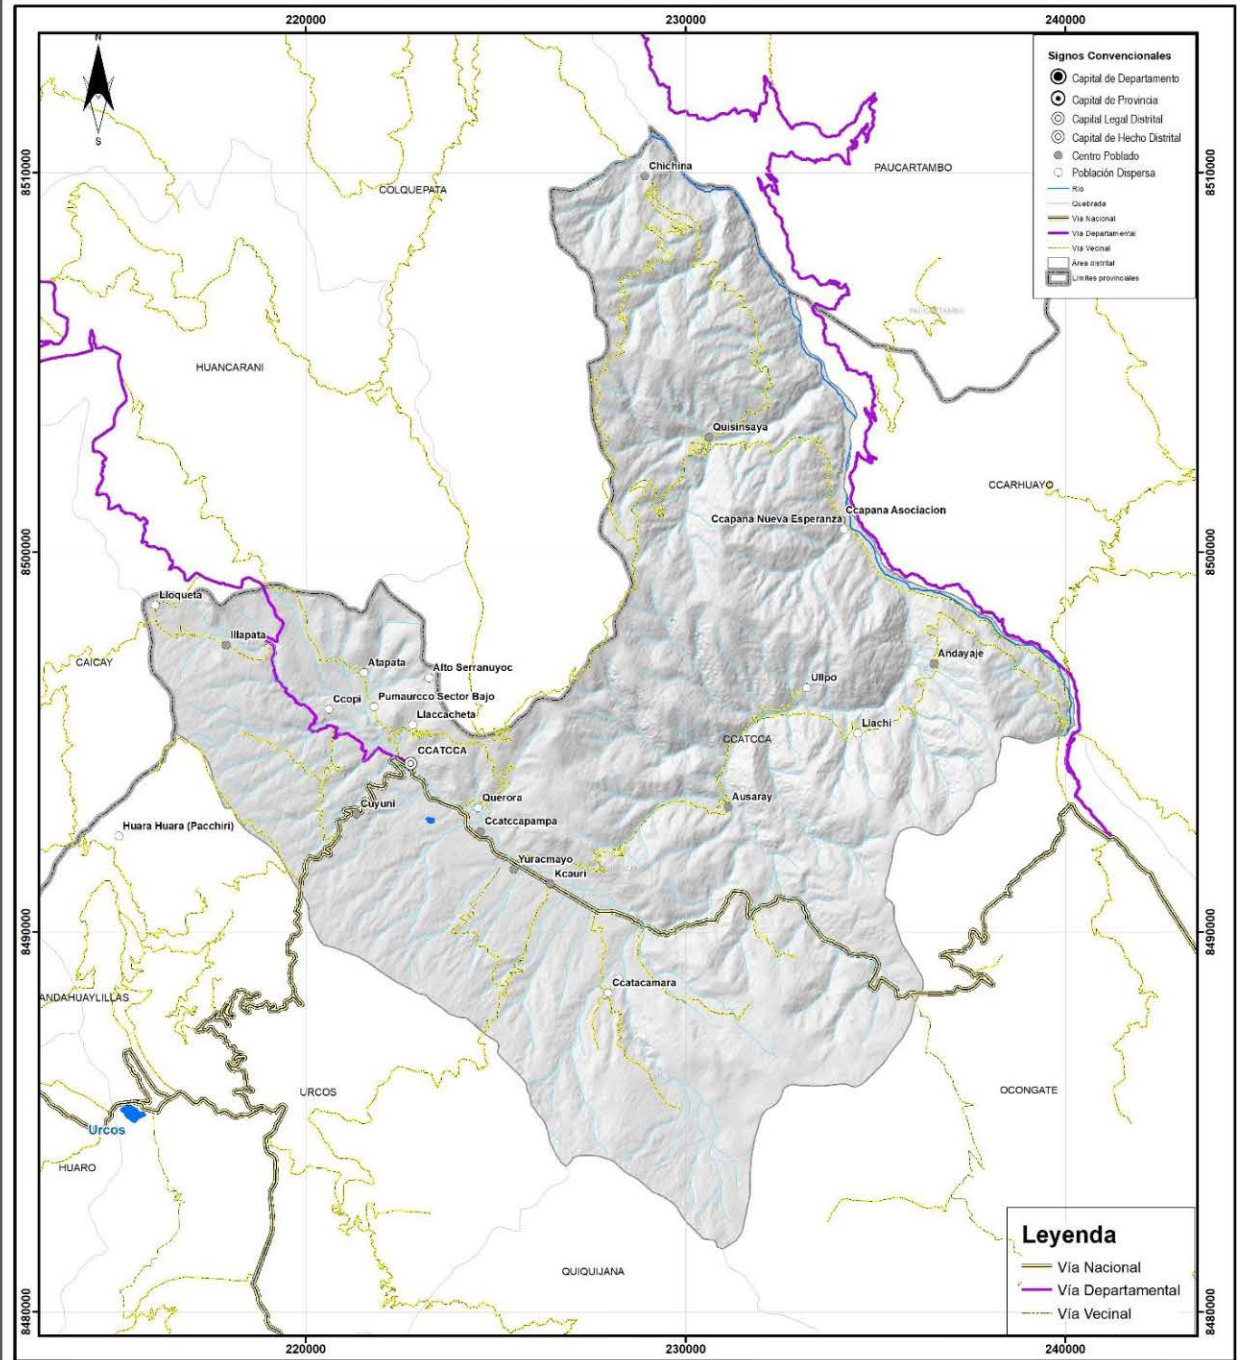 220000
230000
240000
N
S
Signos Convencionales
Capital de Departamento
Capital de Provincia
Capital Legal Distrital
Capital de Hecho Distrital
Centro Poblado
Población Dispersa
Río
Quebrada
Vía Nacional
Vía Departamental
Vía Vecinal
Área distrital
Límites provinciales
8510000
8510000
Chichina
PAUCARTAMBO
COLQUEPATA
PAUCARTAMBO
HUANCARANI
Quisinsaya
CCARHUAYO
Ccapana Asociacion
Ccapana Nueva Esperanza
8500000
8500000
Lloqueta
Illapata
CAICAY
Atapata
Alto Serranuyoc
Andayaje
Ullpo
Ccopi
Pumaurcco Sector Bajo
Llaccacheta
Llachi
CCATCCA
CCATCCA
Cuyuni
Querora
Ausaray
Huara Huara (Pacchiri)
Ccatccapampa
Yuracmayo
Kcauri
8490000
8490000
Ccatacamara
ANDAHUAYLILLAS
URCOS
OCONGATE
Urcos
HUARO
QUIQUIJANA
Leyenda
Vía Nacional
Vía Departamental
Vía Vecinal
8480000
8480000
220000
230000
240000